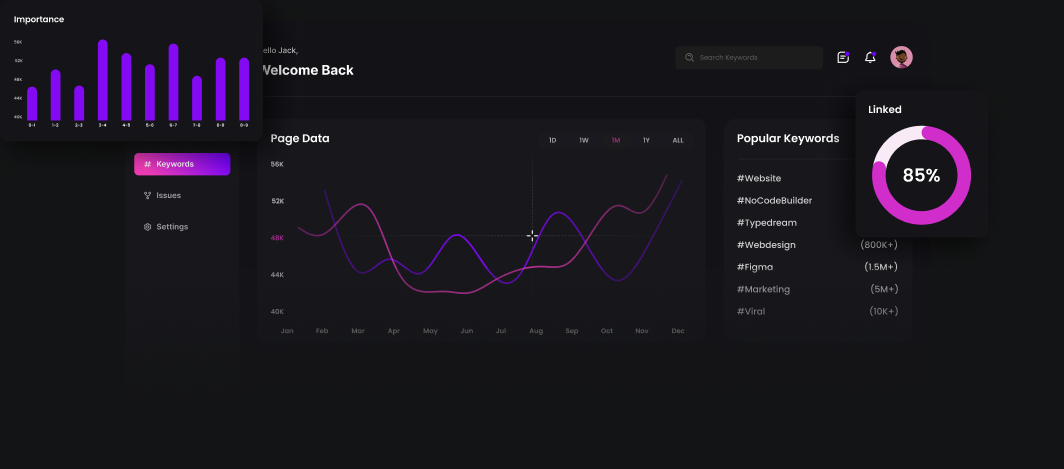 Importance
56K
52K
48K
44K
40K
0-1
1-2
2-3
3-4
4-5
5-6
6-7
7-8
8-9
ello Jack,
Welcome Back
Search Keywords
Keywords
Issues
Settings
Page Data
1D 1W 1M 1Y ALL
56K
52K
48K
44K
40K
Jan Feb Mar Apr May Jun Jul Aug Sep Oct Nov Dec
Popular Keywords
#Website
#NoCodeBuilder
#Typedream
#Webdesign (800K+)
#Figma (1.5M+)
#Marketing (5M+)
#Viral (10K+)
Linked
85%